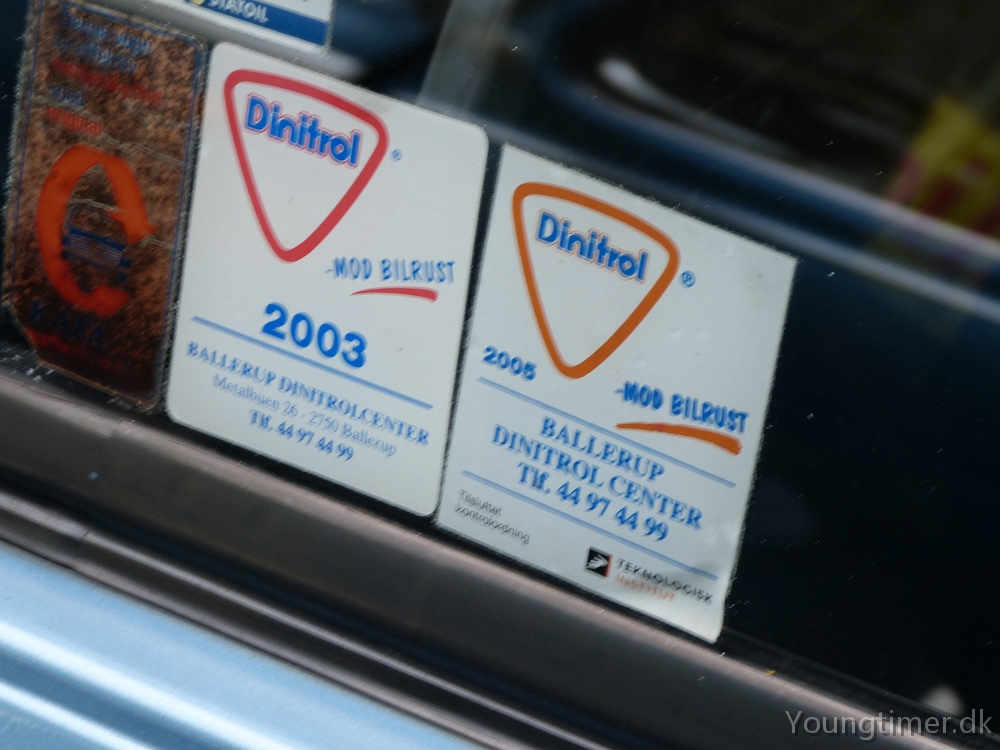 STATOIL
Dinitrol
®
-MOD BILRUST
2003
BALLERUP DINITROLCENTER
Metalbuen 26 - 2750 Ballerup
Tlf. 44 97 44 99
Dinitrol
®
2005
-MOD BILRUST
BALLERUP
DINITROL CENTER
Tlf. 44 97 44 99
Tilsluttet
kontrolordning
TEKNOLOGISK
INSTITUT
Youngtimer.dk